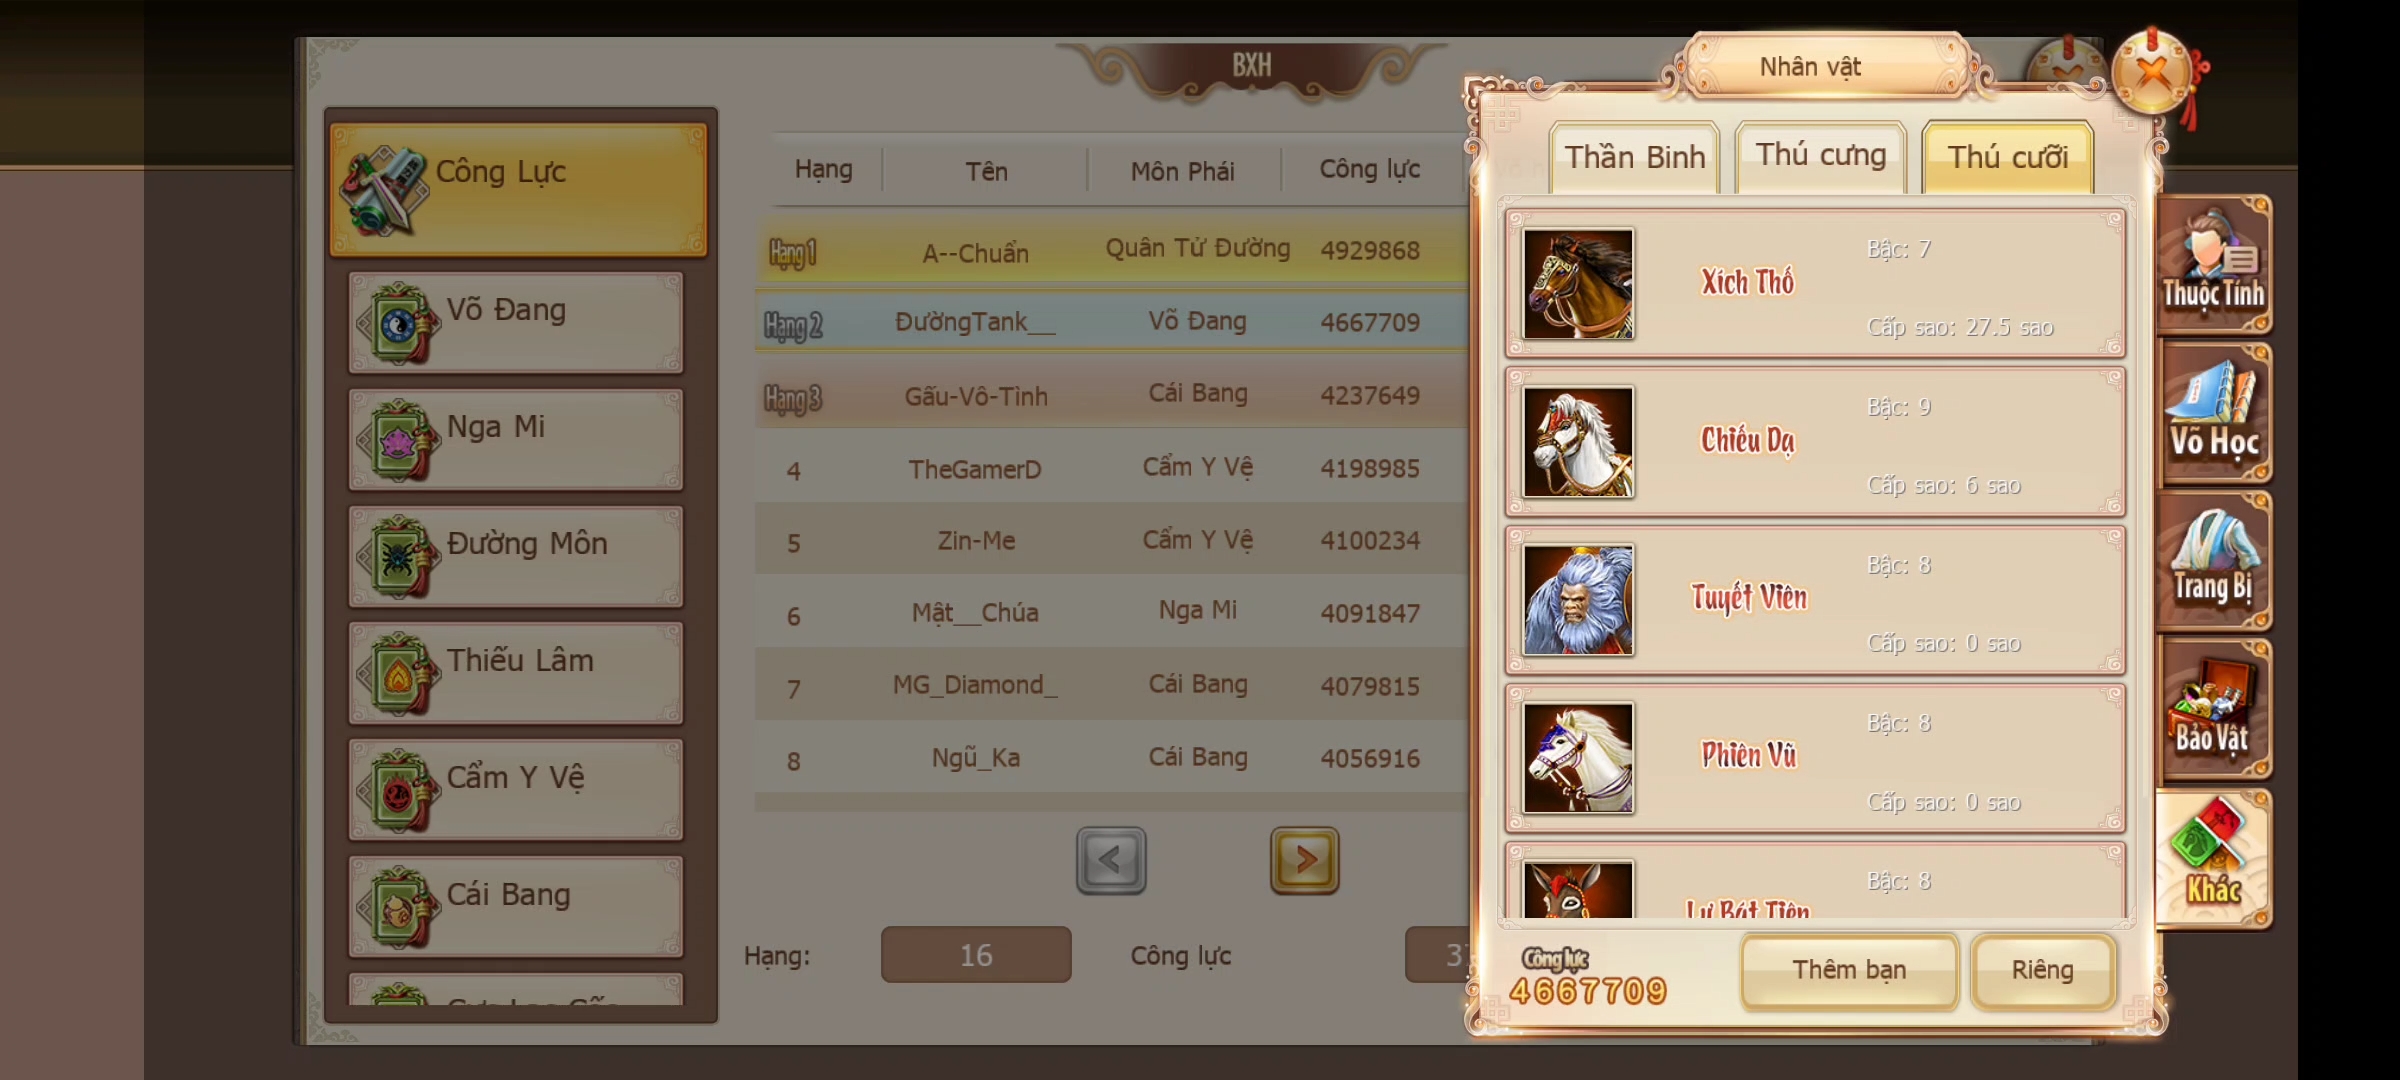 BXH
Công Lực
Võ Đang
Nga Mi
Đường Môn
Thiếu Lâm
Cẩm Y Vệ
Cái Bang
Hạng Tên Môn Phái Công lực
Hạng 1 A--Chuẩn Quân Tử Đường 4929868
Hạng 2 ĐườngTank__ Võ Đang 4667709
Hạng 3 Gấu-Vô-Tình Cái Bang 4237649
4 TheGamerD Cẩm Y Vệ 4198985
5 Zin-Me Cẩm Y Vệ 4100234
6 Mật__Chúa Nga Mi 4091847
7 MG_Diamond_ Cái Bang 4079815
8 Ngũ_Ka Cái Bang 4056916
Hạng: 16 Công lực
Nhân vật
Thần Binh Thú cưng Thú cưỡi
Xích Thố
Bậc: 7
Cấp sao: 27.5 sao
Chiếu Dạ
Bậc: 9
Cấp sao: 6 sao
Tuyết Viên
Bậc: 8
Cấp sao: 0 sao
Phiên Vũ
Bậc: 8
Cấp sao: 0 sao
Lư Bát Tiên
Bậc: 8
Công lực
4667709
Thêm bạn Riêng
Thuộc Tính
Võ Học
Trang Bị
Bảo Vật
Khác